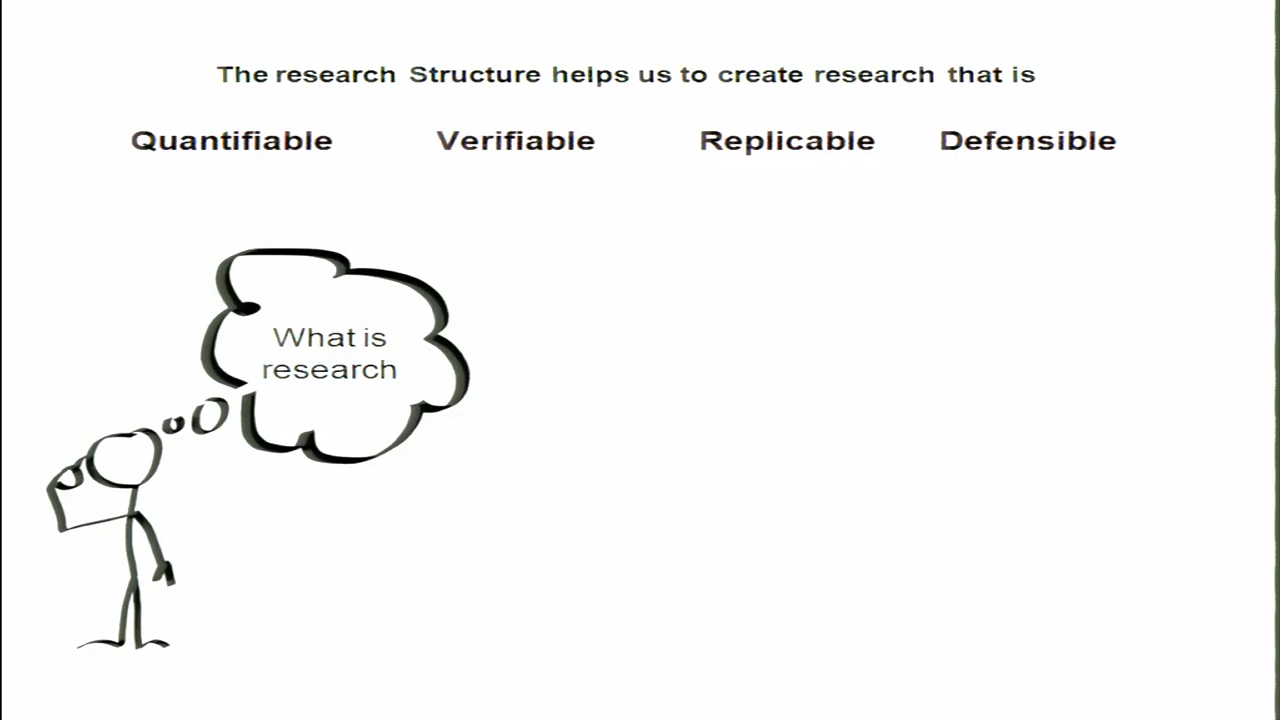 The research Structure helps us to create research that is
Quantifiable Verifiable Replicable Defensible
What is
research